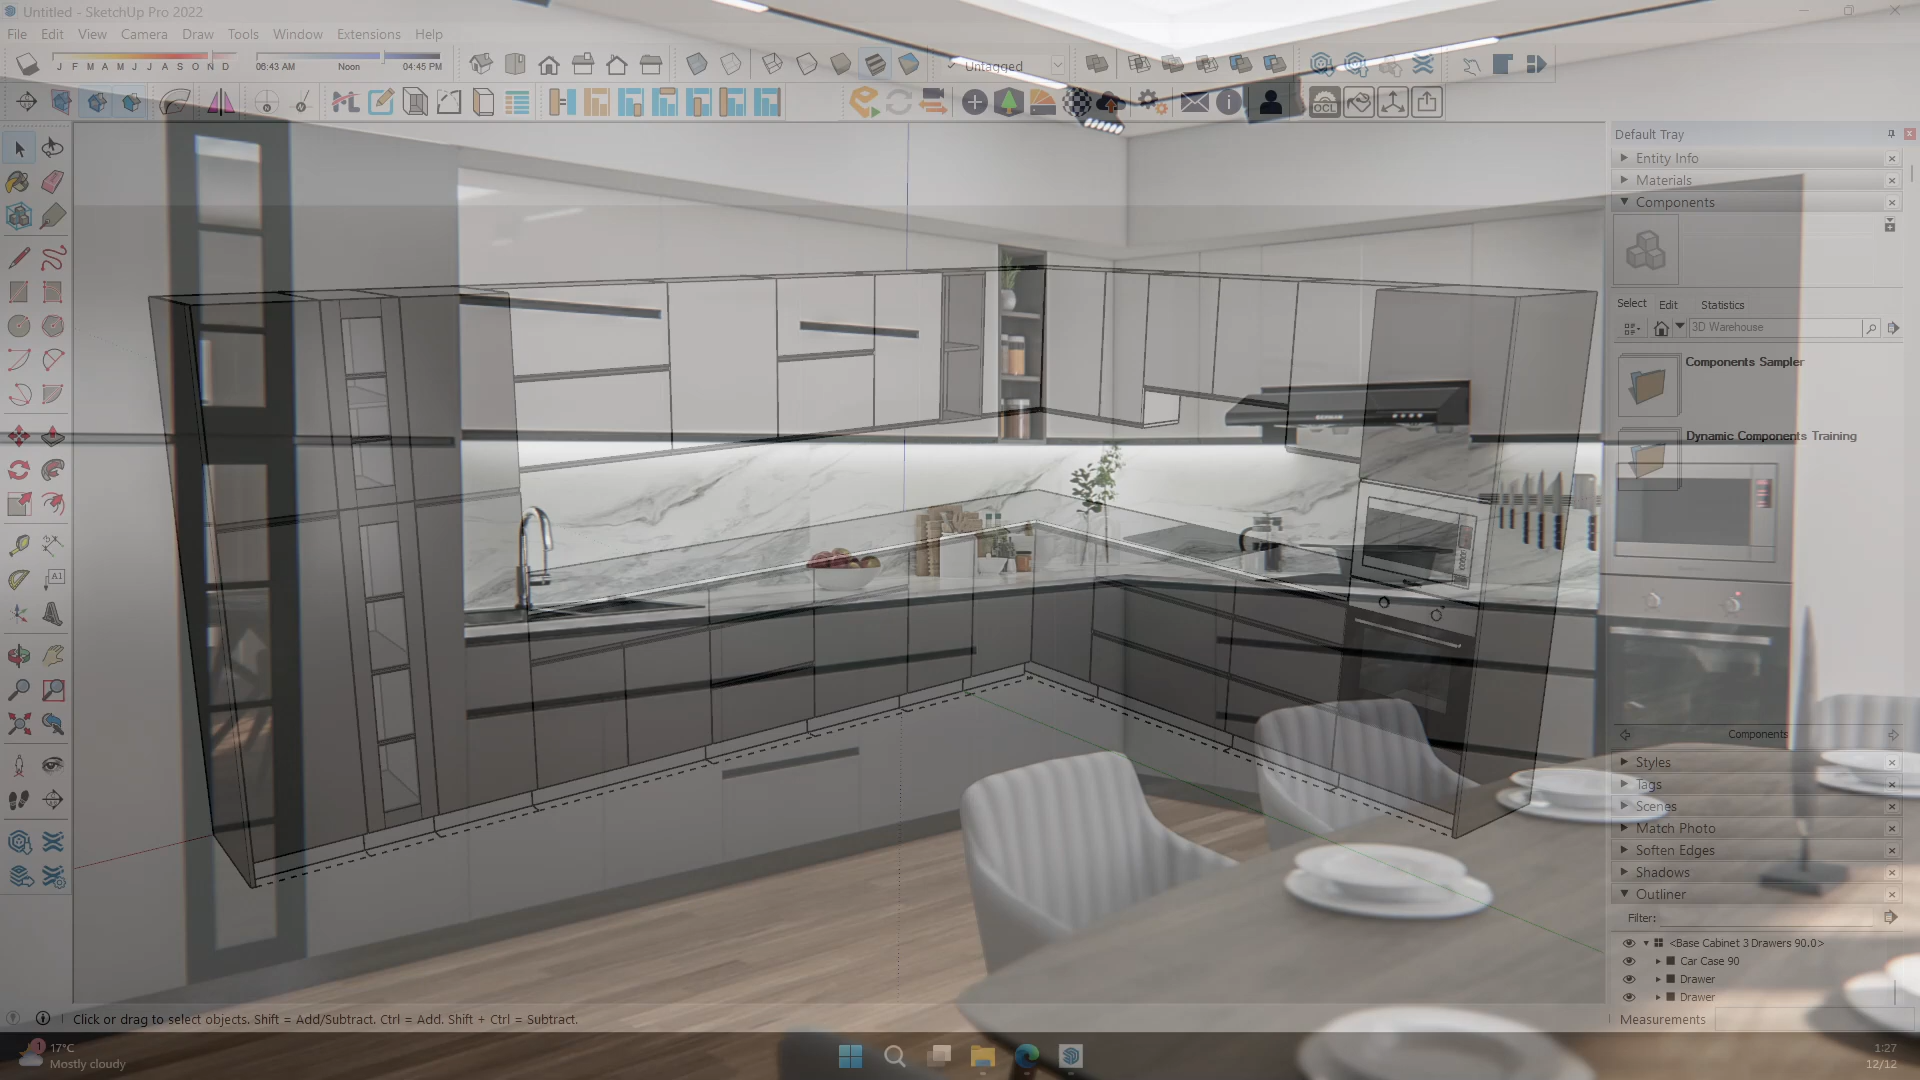 Untitled - SketchUp Pro 2022
File Edit View Camera Draw Tools Window Extensions Help
J F M A M J J A S O N D
06:43 AM Noon 04:45 PM
Untagged
OCL
Default Tray
Entity Info
Materials
Components
Select Edit Statistics
3D Warehouse
Components Sampler
Dynamic Components Training
A1
Components
Styles
Tags
Scenes
Match Photo
Soften Edges
Shadows
Outliner
Filter:
<Base Cabinet 3 Drawers 90.0>
Car Case 90
Drawer
Drawer
Click or drag to select objects. Shift = Add/Subtract. Ctrl = Add. Shift + Ctrl = Subtract.
Measurements
1
17°C
Mostly cloudy
1:27
12/12